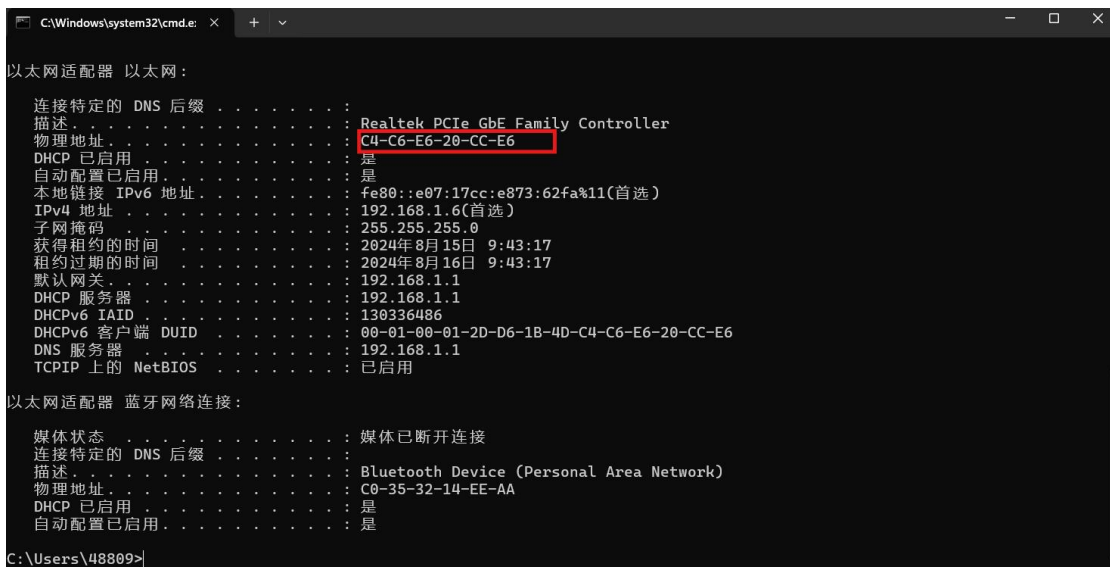 C:\Windows\system32\cmd.e:
以太网适配器 以太网:
连接特定的 DNS 后缀 . . . . . . . :
描述. . . . . . . . . . . . . . . : Realtek PCIe GbE Family Controller
物理地址. . . . . . . . . . . . . : C4-C6-E6-20-CC-E6
DHCP 已启用 . . . . . . . . . . . : 是
自动配置已启用. . . . . . . . . . : 是
本地链接 IPv6 地址. . . . . . . . : fe80::e07:17cc:e873:62fa%11(首选)
IPv4 地址 . . . . . . . . . . . . : 192.168.1.6(首选)
子网掩码 . . . . . . . . . . . . : 255.255.255.0
获得租约的时间 . . . . . . . . . : 2024年8月15日 9:43:17
租约过期的时间 . . . . . . . . . : 2024年8月16日 9:43:17
默认网关. . . . . . . . . . . . . : 192.168.1.1
DHCP 服务器 . . . . . . . . . . . : 192.168.1.1
DHCPv6 IAID . . . . . . . . . . . : 130336486
DHCPv6 客户端 DUID . . . . . . . : 00-01-00-01-2D-D6-1B-4D-C4-C6-E6-20-CC-E6
DNS 服务器 . . . . . . . . . . . : 192.168.1.1
TCPIP 上的 NetBIOS . . . . . . . : 已启用
以太网适配器 蓝牙网络连接:
媒体状态 . . . . . . . . . . . . : 媒体已断开连接
连接特定的 DNS 后缀 . . . . . . . :
描述. . . . . . . . . . . . . . . : Bluetooth Device (Personal Area Network)
物理地址. . . . . . . . . . . . . : C0-35-32-14-EE-AA
DHCP 已启用 . . . . . . . . . . . : 是
自动配置已启用. . . . . . . . . . : 是
C:\Users\48809>